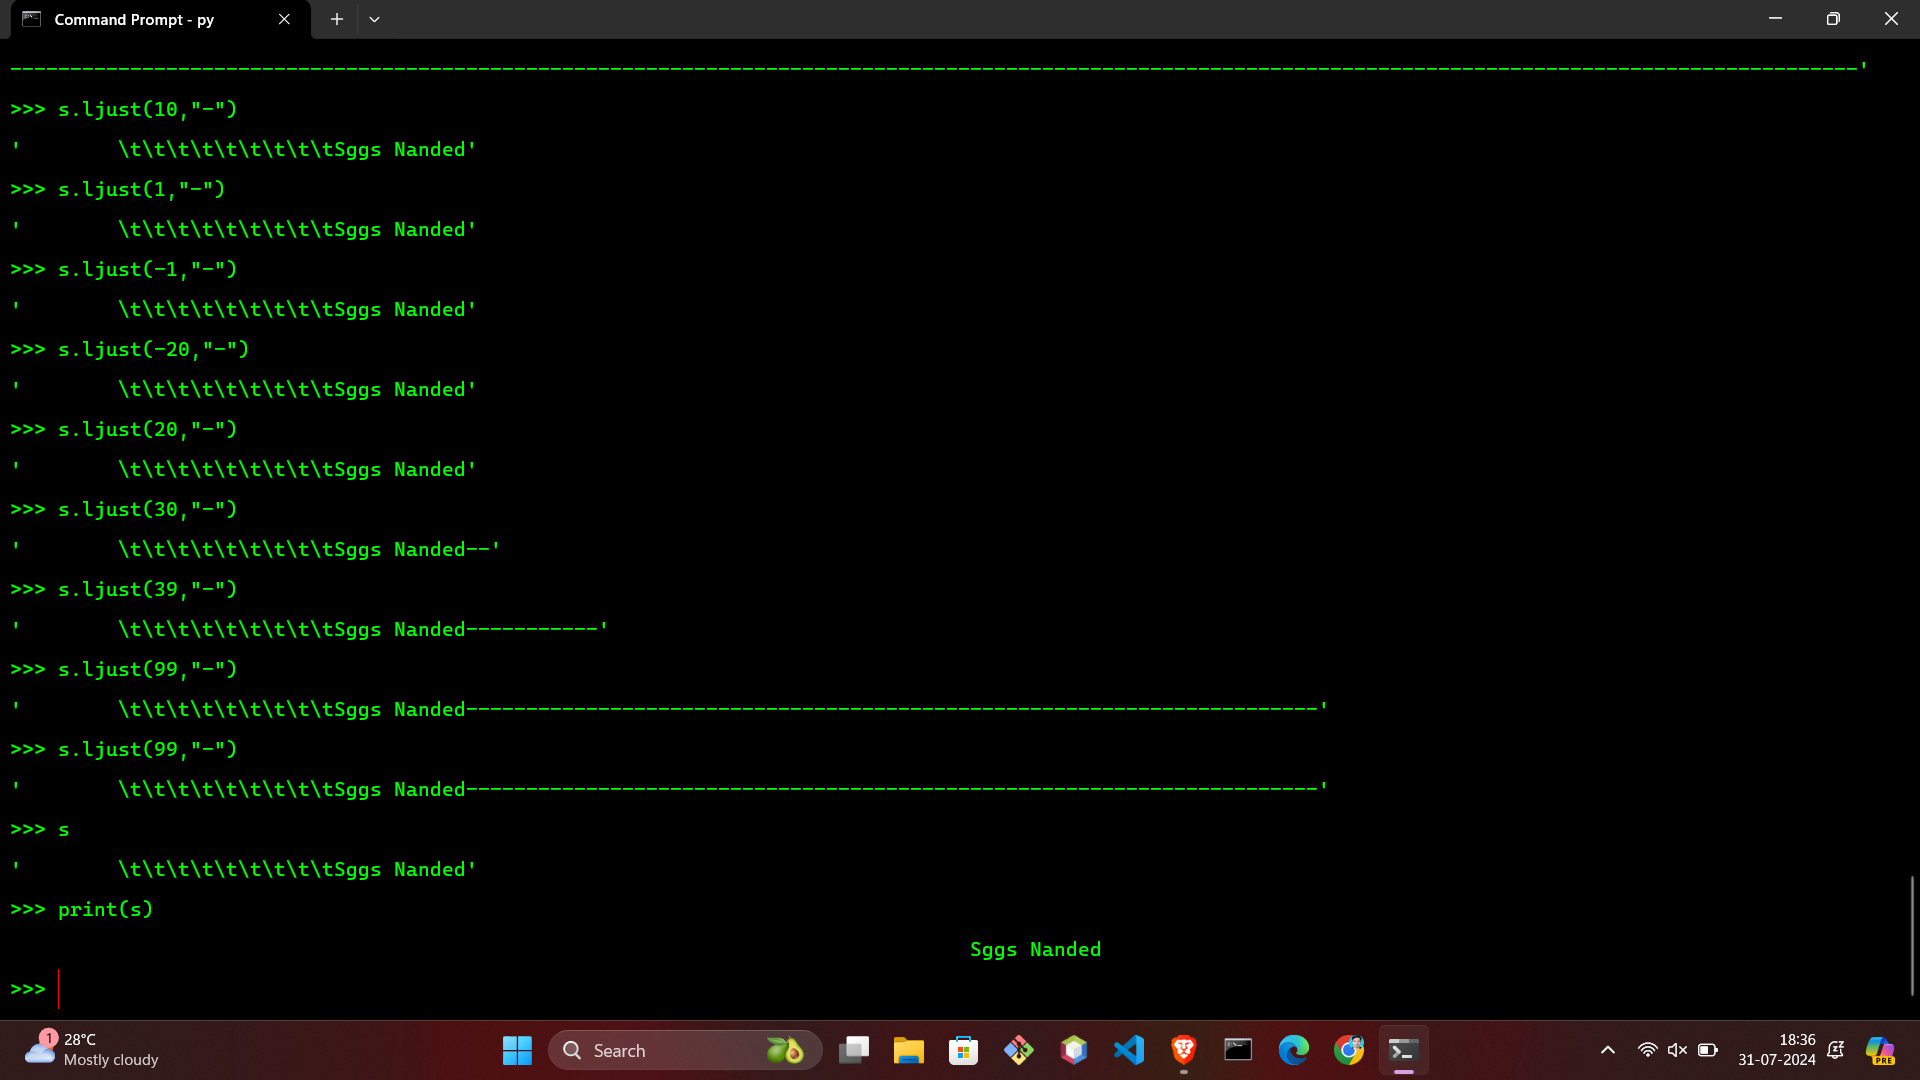 Command Prompt - py
----------------------------------------------------------------------------------------------------------------------------------------------------------'
>>> s.ljust(10,"-")
'        \t\t\t\t\t\t\t\t\tSggs Nanded'
>>> s.ljust(1,"-")
'        \t\t\t\t\t\t\t\t\tSggs Nanded'
>>> s.ljust(-1,"-")
'        \t\t\t\t\t\t\t\t\tSggs Nanded'
>>> s.ljust(-20,"-")
'        \t\t\t\t\t\t\t\t\tSggs Nanded'
>>> s.ljust(20,"-")
'        \t\t\t\t\t\t\t\t\tSggs Nanded'
>>> s.ljust(30,"-")
'        \t\t\t\t\t\t\t\t\tSggs Nanded--'
>>> s.ljust(39,"-")
'        \t\t\t\t\t\t\t\t\tSggs Nanded-----------'
>>> s.ljust(99,"-")
'        \t\t\t\t\t\t\t\t\tSggs Nanded-----------------------------------------------------------------------'
>>> s.ljust(99,"-")
'        \t\t\t\t\t\t\t\t\tSggs Nanded-----------------------------------------------------------------------'
>>> s
'        \t\t\t\t\t\t\t\t\tSggs Nanded'
>>> print(s)
Sggs Nanded
>>>
1
28°C
Mostly cloudy
Search
18:36
31-07-2024
PRE